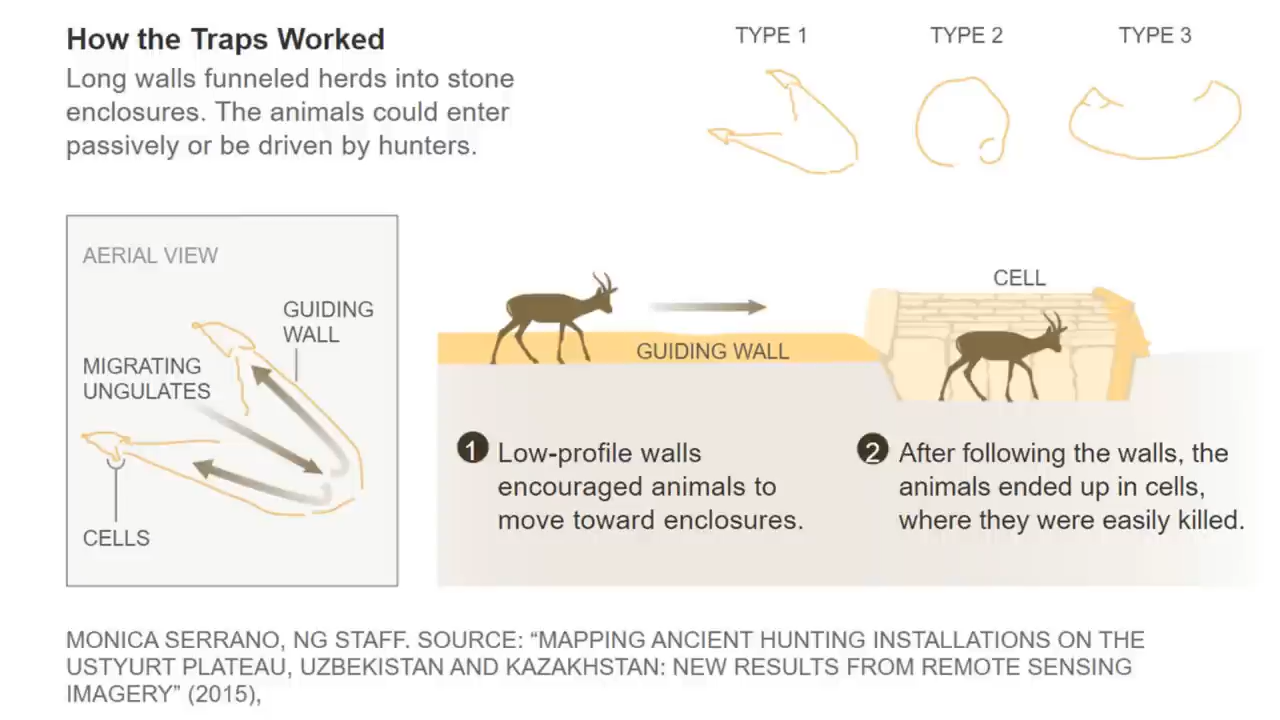 How the Traps Worked
Long walls funneled herds into stone
enclosures. The animals could enter
passively or be driven by hunters.
TYPE 1
TYPE 2
TYPE 3
AERIAL VIEW
GUIDING
WALL
MIGRATING
UNGULATES
CELLS
GUIDING WALL
CELL
1 Low-profile walls
encouraged animals to
move toward enclosures.
2 After following the walls, the
animals ended up in cells,
where they were easily killed.
MONICA SERRANO, NG STAFF. SOURCE: “MAPPING ANCIENT HUNTING INSTALLATIONS ON THE
USTYURT PLATEAU, UZBEKISTAN AND KAZAKHSTAN: NEW RESULTS FROM REMOTE SENSING
IMAGERY” (2015),